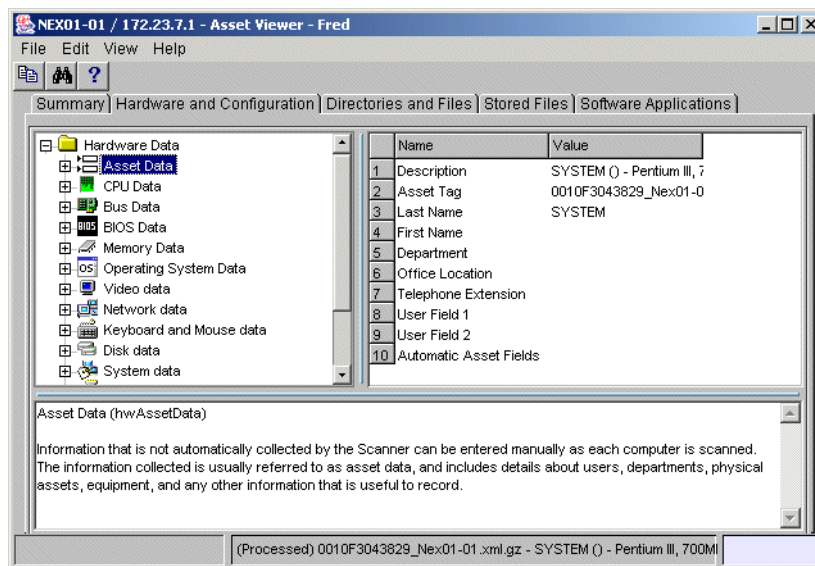 NEX01-01 / 172.23.7.1 - Asset Viewer - Fred
File Edit View Help
Summary Hardware and Configuration Directories and Files Stored Files Software Applications
Hardware Data
Asset Data
CPU Data
Bus Data
BIOS BIOS Data
Memory Data
OS Operating System Data
Video data
Network data
Keyboard and Mouse data
Disk data
System data
Name Value
1 Description SYSTEM () - Pentium III, 7
2 Asset Tag 0010F3043829_Nex01-0
3 Last Name SYSTEM
4 First Name
5 Department
6 Office Location
7 Telephone Extension
8 User Field 1
9 User Field 2
10 Automatic Asset Fields
Asset Data (hwAssetData)
Information that is not automatically collected by the Scanner can be entered manually as each computer is scanned.
The information collected is usually referred to as asset data, and includes details about users, departments, physical
assets, equipment, and any other information that is useful to record.
(Processed) 0010F3043829_Nex01-01.xml.gz - SYSTEM () - Pentium III, 700M